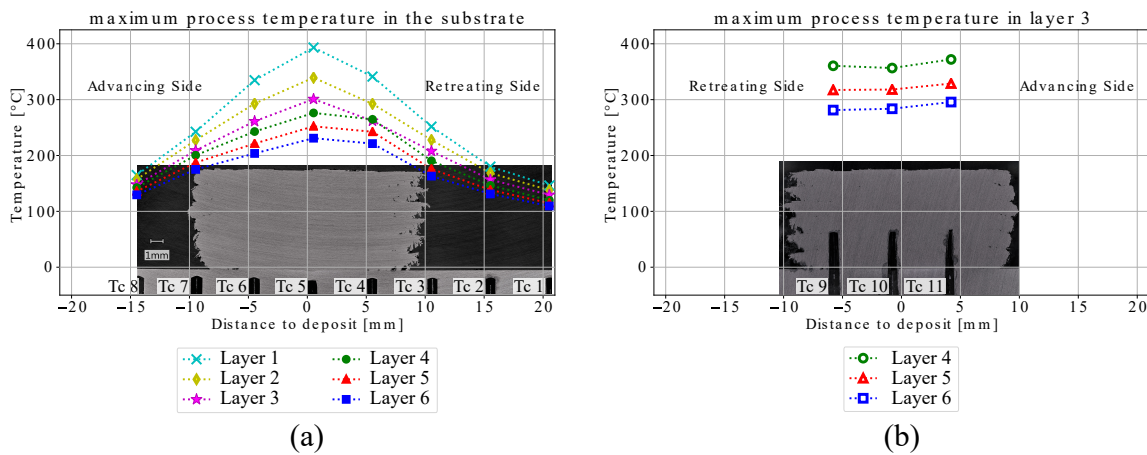 maximum process temperature in the substrate
400
300
200
100
0
Temperature [°C]
Advancing Side
Retreating Side
1mm
Tc 8 Tc 7 Tc 6 Tc 5 Tc 4 Tc 3 Tc 2 Tc 1
−20 −15 −10 −5 0 5 10 15 20
Distance to deposit [mm]
Layer 1 Layer 4
Layer 2 Layer 5
Layer 3 Layer 6
(a)
maximum process temperature in layer 3
400
300
200
100
0
Temperature [°C]
Retreating Side
Advancing Side
Tc 9 Tc 10 Tc 11
−20 −15 −10 −5 0 5 10 15 20
Distance to deposit [mm]
Layer 4
Layer 5
Layer 6
(b)